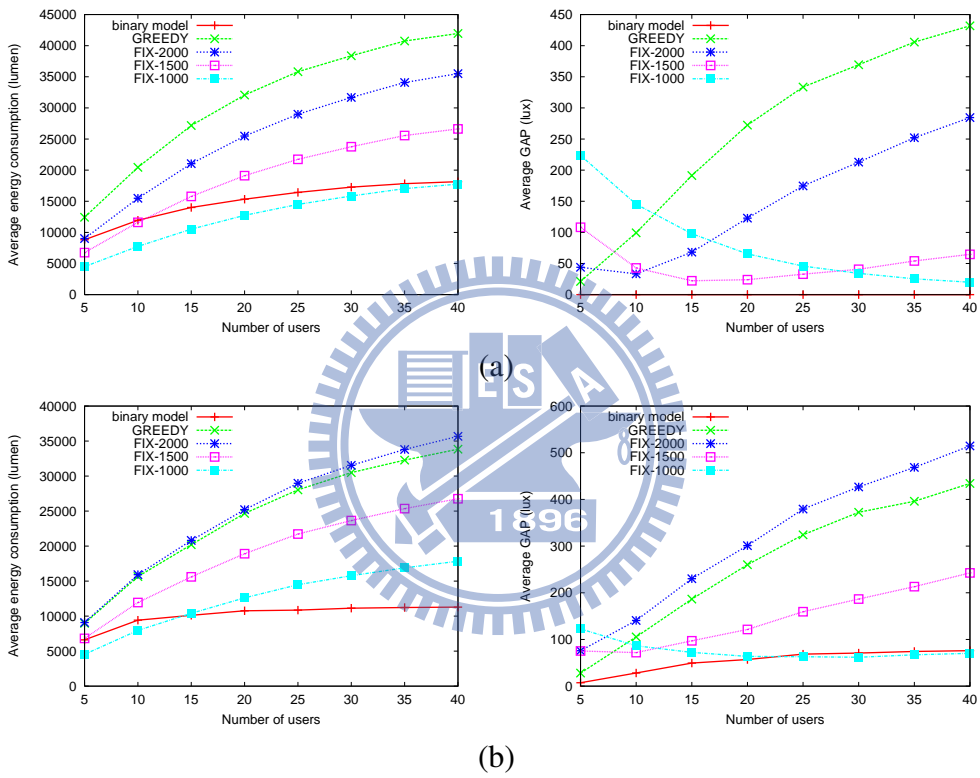 binary model
GREEDY
FIX-2000
FIX-1500
FIX-1000
Average energy consumption (lumen)
45000
40000
35000
30000
25000
20000
15000
10000
5000
0
5 10 15 20 25 30 35 40
Number of users
binary model
GREEDY
FIX-2000
FIX-1500
FIX-1000
Average GAP (lux)
450
400
350
300
250
200
150
100
50
0
5 10 15 20 25 30 35 40
Number of users
(a)
binary model
GREEDY
FIX-2000
FIX-1500
FIX-1000
Average energy consumption (lumen)
40000
35000
30000
25000
20000
15000
10000
5000
0
5 10 15 20 25 30 35 40
Number of users
binary model
GREEDY
FIX-2000
FIX-1500
FIX-1000
Average GAP (lux)
600
500
400
300
200
100
0
5 10 15 20 25 30 35 40
Number of users
(b)
E S A
1896